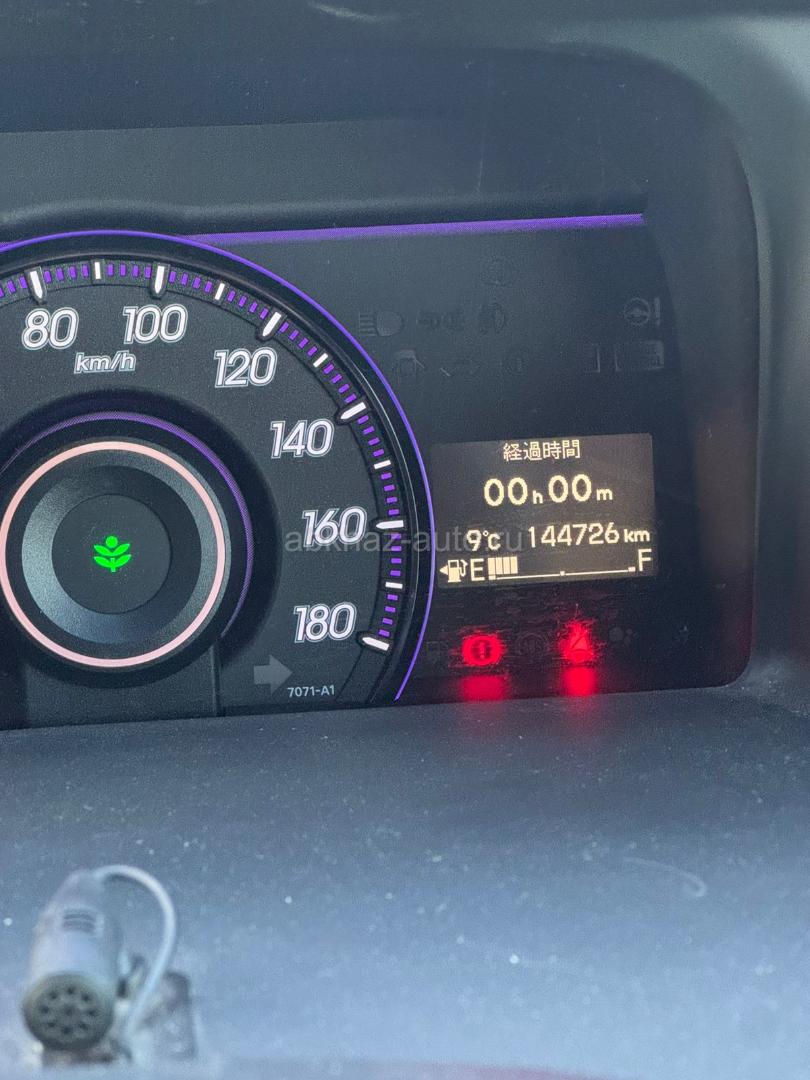 80
100
km/h
120
140
経過時間
00h00m
160
abkhaz-auto.ru
9℃ 144726 km
E F
180
7071-A1